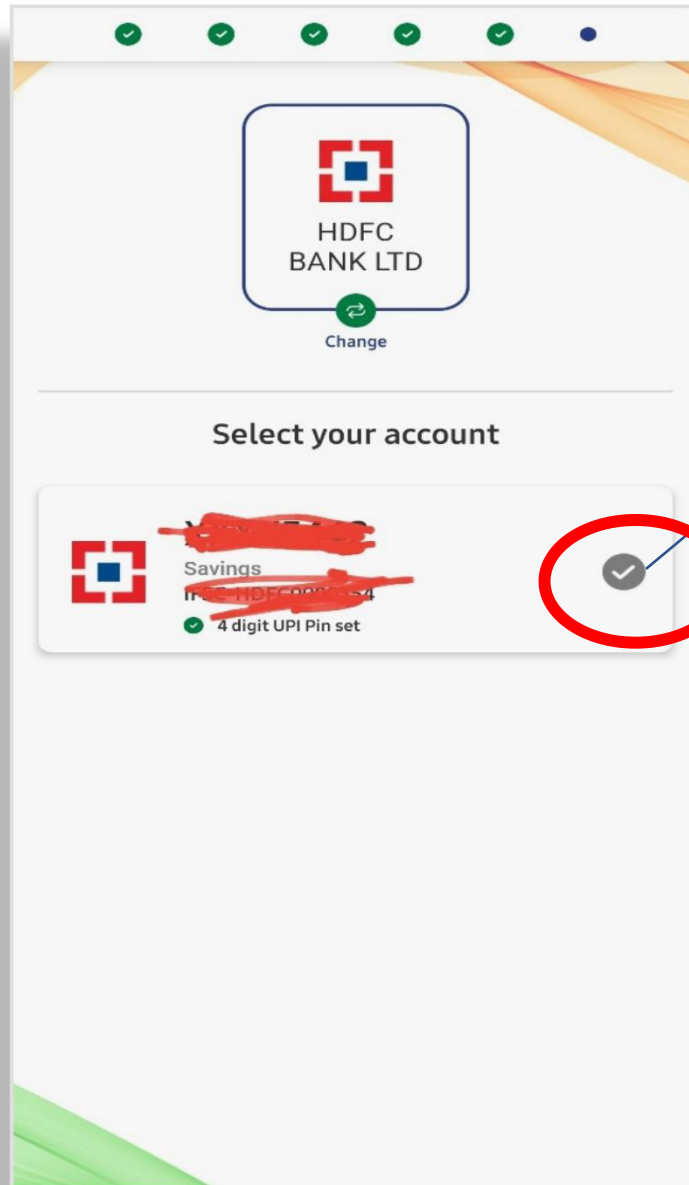 HDFC
BANK LTD
Change
Select your account
Savings
4 digit UPI Pin set